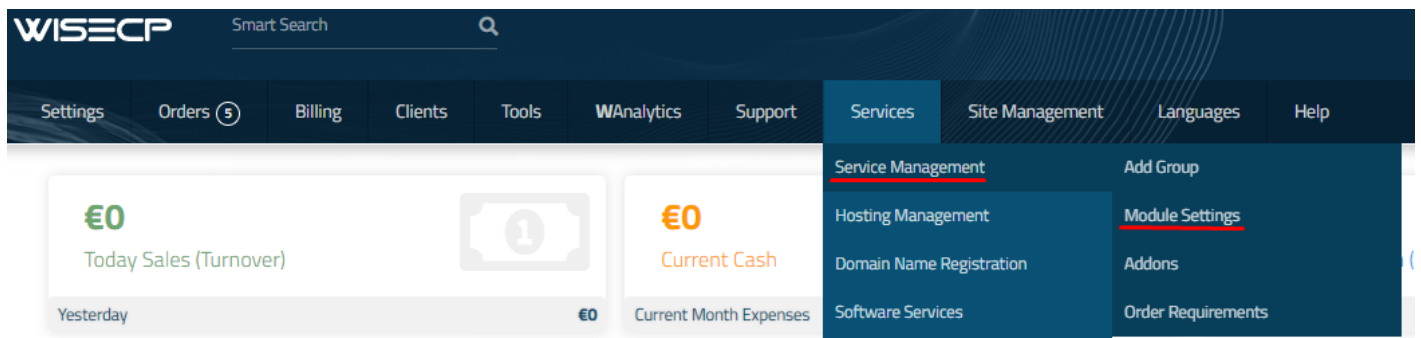 WISECP
Smart Search
Settings
Orders 5
Billing
Clients
Tools
WAnalytics
Support
Services
Site Management
Languages
Help
Service Management
Add Group
Hosting Management
Module Settings
Domain Name Registration
Addons
Software Services
Order Requirements
€0
Today Sales (Turnover)
1
Yesterday
€0
€0
Current Cash
Current Month Expenses
(